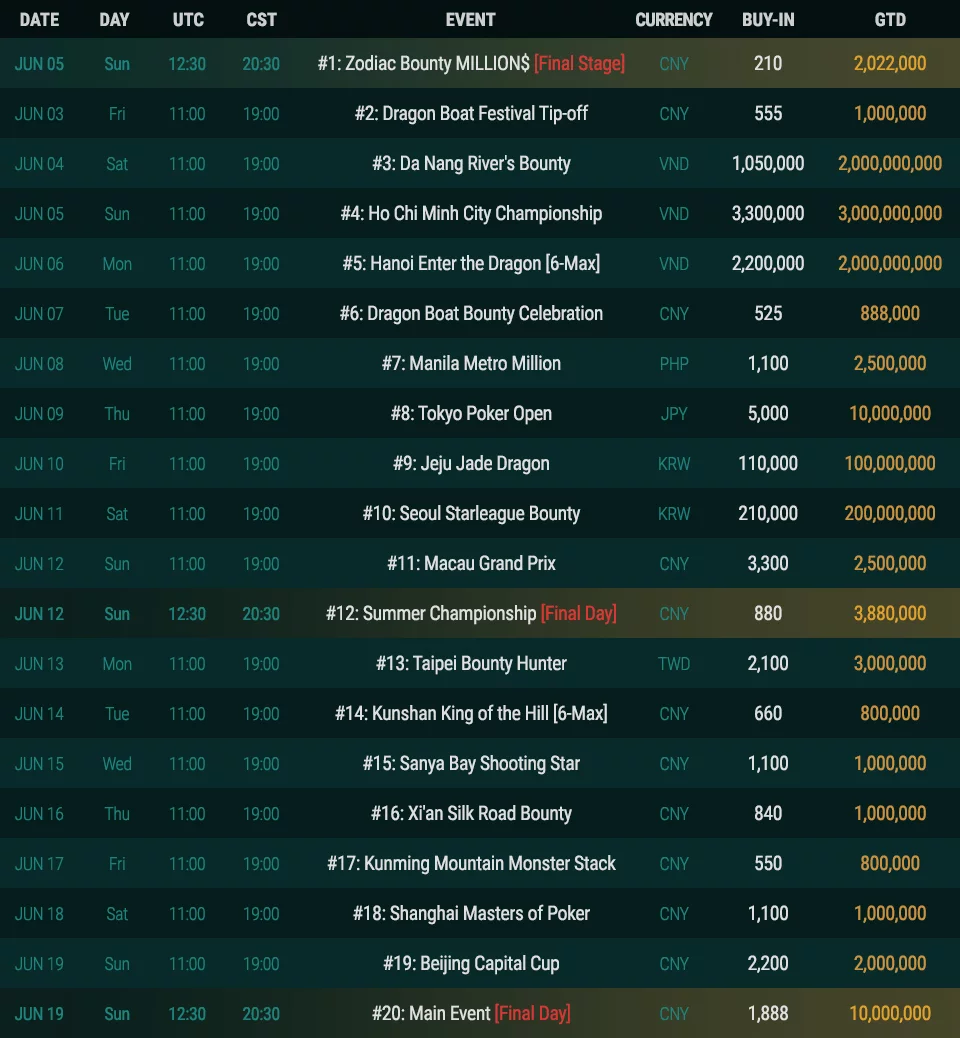 DATE DAY UTC CST EVENT CURRENCY BUY-IN GTD
JUN 05 Sun 12:30 20:30 #1: Zodiac Bounty MILLION$ [Final Stage] CNY 210 2,022,000
JUN 03 Fri 11:00 19:00 #2: Dragon Boat Festival Tip-off CNY 555 1,000,000
JUN 04 Sat 11:00 19:00 #3: Da Nang River's Bounty VND 1,050,000 2,000,000,000
JUN 05 Sun 11:00 19:00 #4: Ho Chi Minh City Championship VND 3,300,000 3,000,000,000
JUN 06 Mon 11:00 19:00 #5: Hanoi Enter the Dragon [6-Max] VND 2,200,000 2,000,000,000
JUN 07 Tue 11:00 19:00 #6: Dragon Boat Bounty Celebration CNY 525 888,000
JUN 08 Wed 11:00 19:00 #7: Manila Metro Million PHP 1,100 2,500,000
JUN 09 Thu 11:00 19:00 #8: Tokyo Poker Open JPY 5,000 10,000,000
JUN 10 Fri 11:00 19:00 #9: Jeju Jade Dragon KRW 110,000 100,000,000
JUN 11 Sat 11:00 19:00 #10: Seoul Starleague Bounty KRW 210,000 200,000,000
JUN 12 Sun 11:00 19:00 #11: Macau Grand Prix CNY 3,300 2,500,000
JUN 12 Sun 12:30 20:30 #12: Summer Championship [Final Day] CNY 880 3,880,000
JUN 13 Mon 11:00 19:00 #13: Taipei Bounty Hunter TWD 2,100 3,000,000
JUN 14 Tue 11:00 19:00 #14: Kunshan King of the Hill [6-Max] CNY 660 800,000
JUN 15 Wed 11:00 19:00 #15: Sanya Bay Shooting Star CNY 1,100 1,000,000
JUN 16 Thu 11:00 19:00 #16: Xi'an Silk Road Bounty CNY 840 1,000,000
JUN 17 Fri 11:00 19:00 #17: Kunming Mountain Monster Stack CNY 550 800,000
JUN 18 Sat 11:00 19:00 #18: Shanghai Masters of Poker CNY 1,100 1,000,000
JUN 19 Sun 11:00 19:00 #19: Beijing Capital Cup CNY 2,200 2,000,000
JUN 19 Sun 12:30 20:30 #20: Main Event [Final Day] CNY 1,888 10,000,000